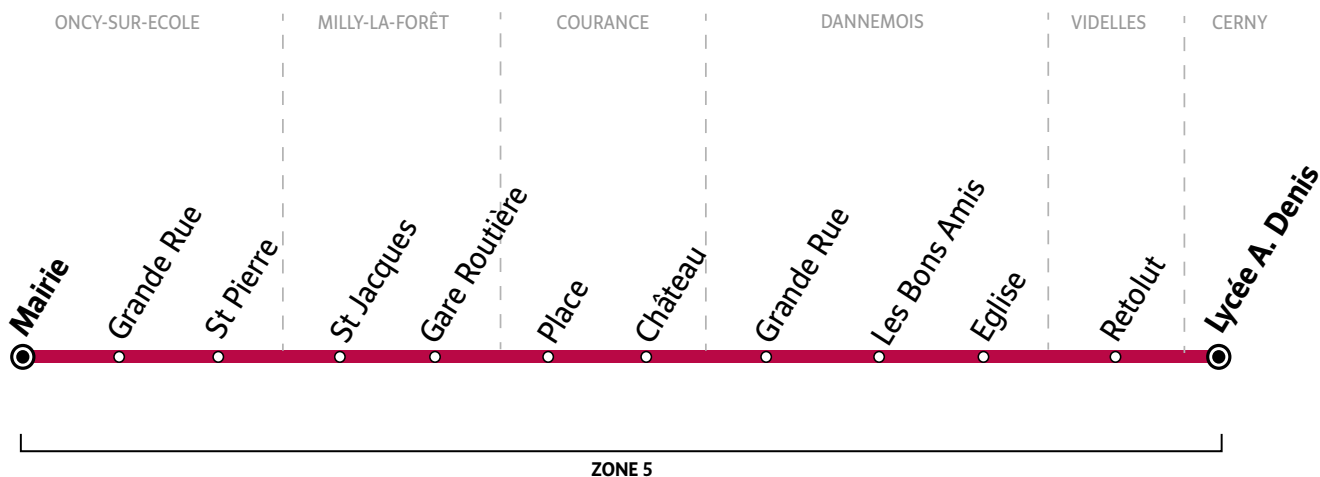 ONCY-SUR-ECOLE
MILLY-LA-FORÊT
COURANCE
DANNEMOIS
VIDELLES
CERNY
Mairie
Grande Rue
St Pierre
St Jacques
Gare Routière
Place
Château
Grande Rue
Les Bons Amis
Eglise
Retolut
Lycée A. Denis
ZONE 5